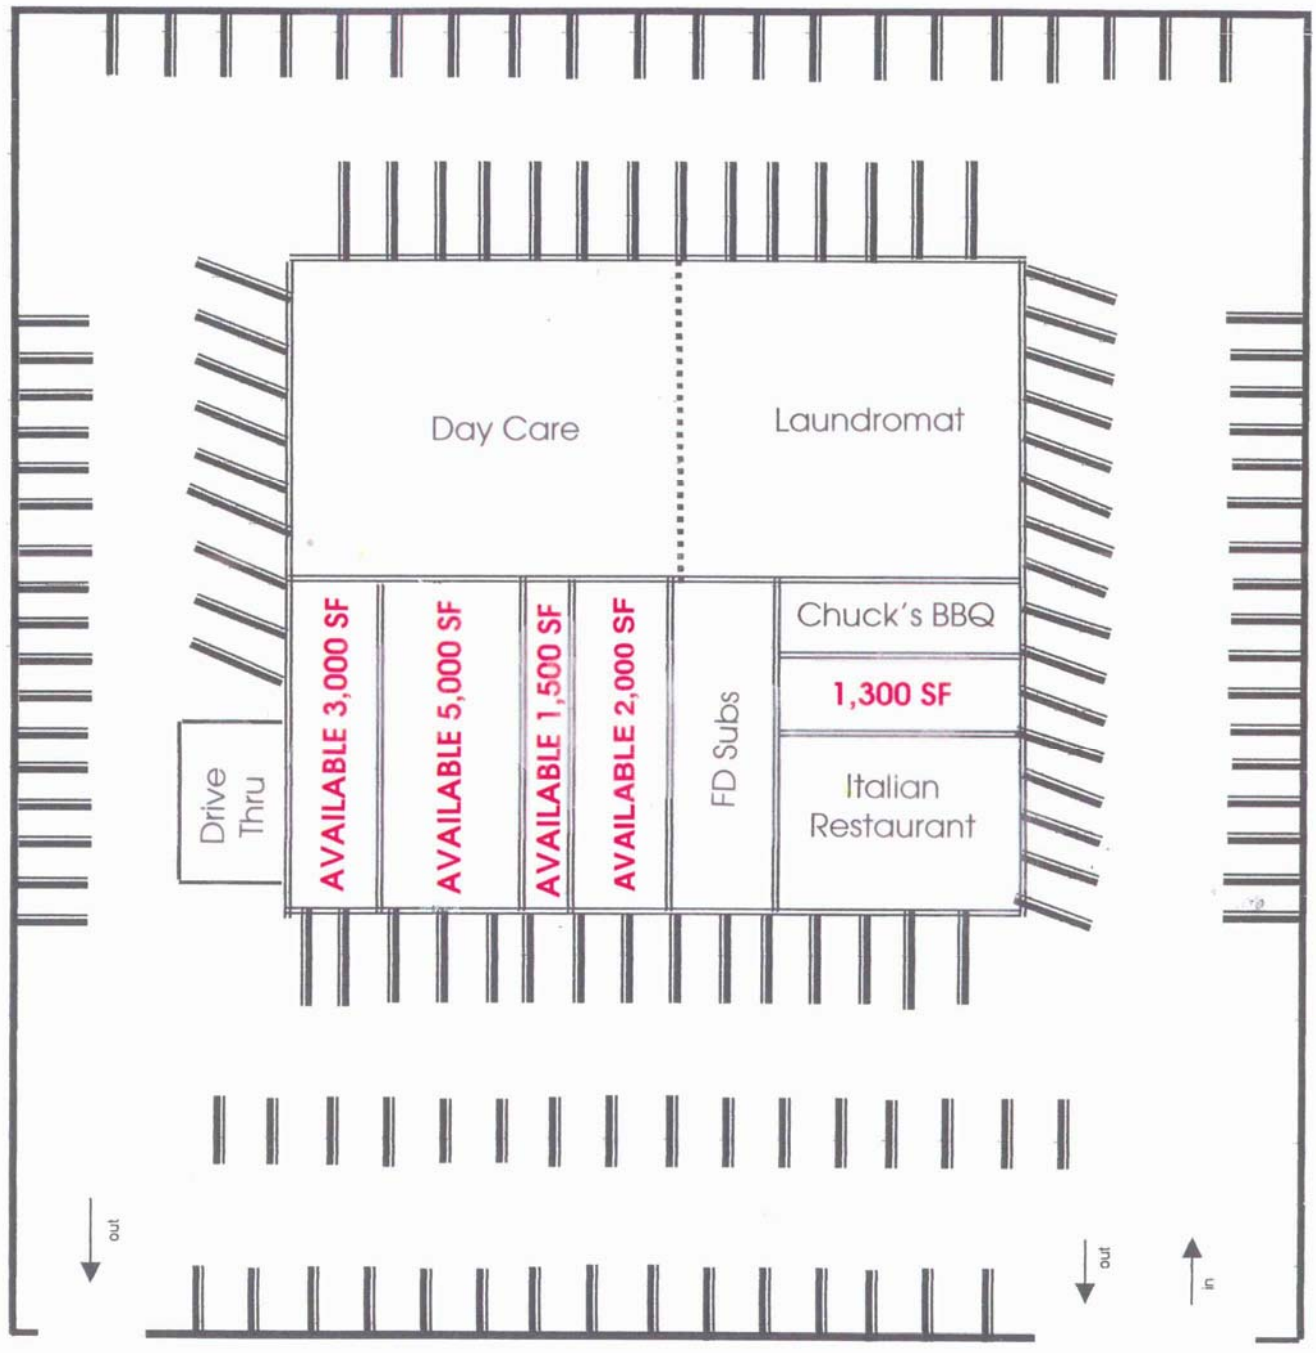 Day Care
Laundromat
AVAILABLE 3,000 SF
AVAILABLE 5,000 SF
AVAILABLE 1,500 SF
AVAILABLE 2,000 SF
FD Subs
Chuck's BBQ
1,300 SF
Italian
Restaurant
Drive
Thru
out
out
in